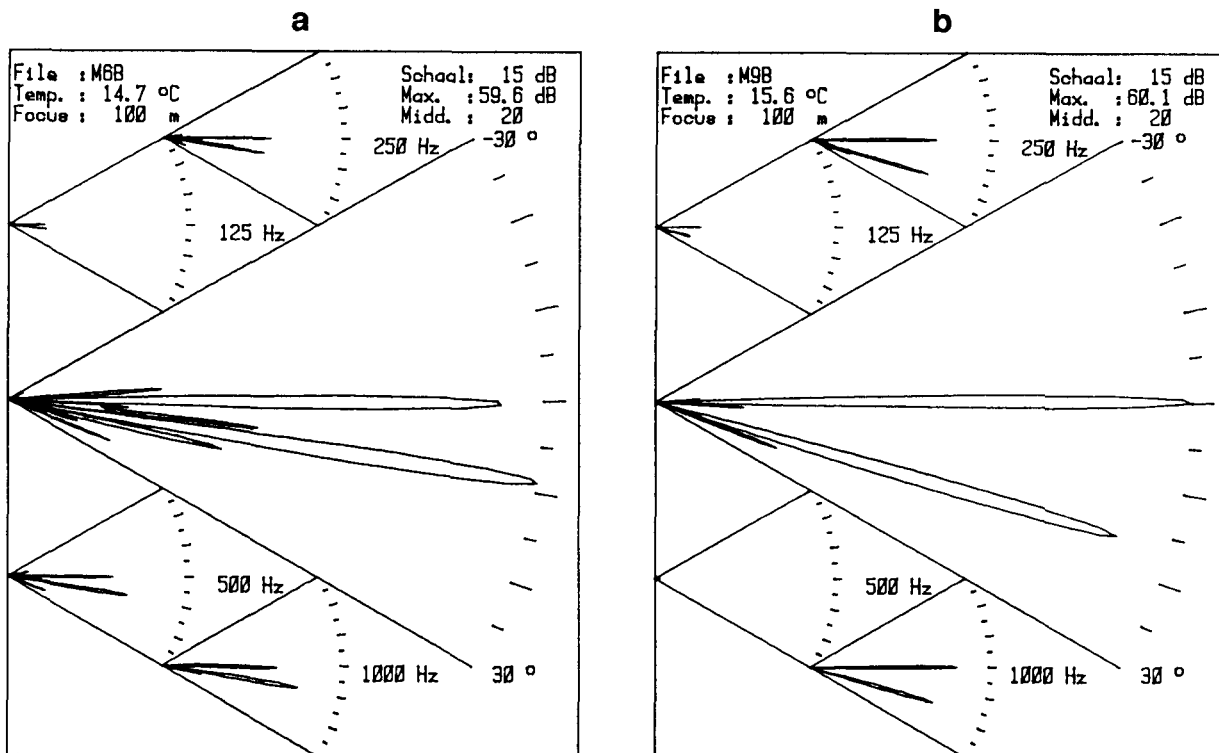 a
File : M6B
Temp. : 14.7 ºC
Focus : 100 m
Schaal: 15 dB
Max. : 59.6 dB
Midd. : 20
250 Hz
-30 º
125 Hz
500 Hz
1000 Hz
30 º
b
File : M9B
Temp. : 15.6 ºC
Focus : 100 m
Schaal: 15 dB
Max. : 60.1 dB
Midd. : 20
250 Hz
-30 º
125 Hz
500 Hz
1000 Hz
30 º